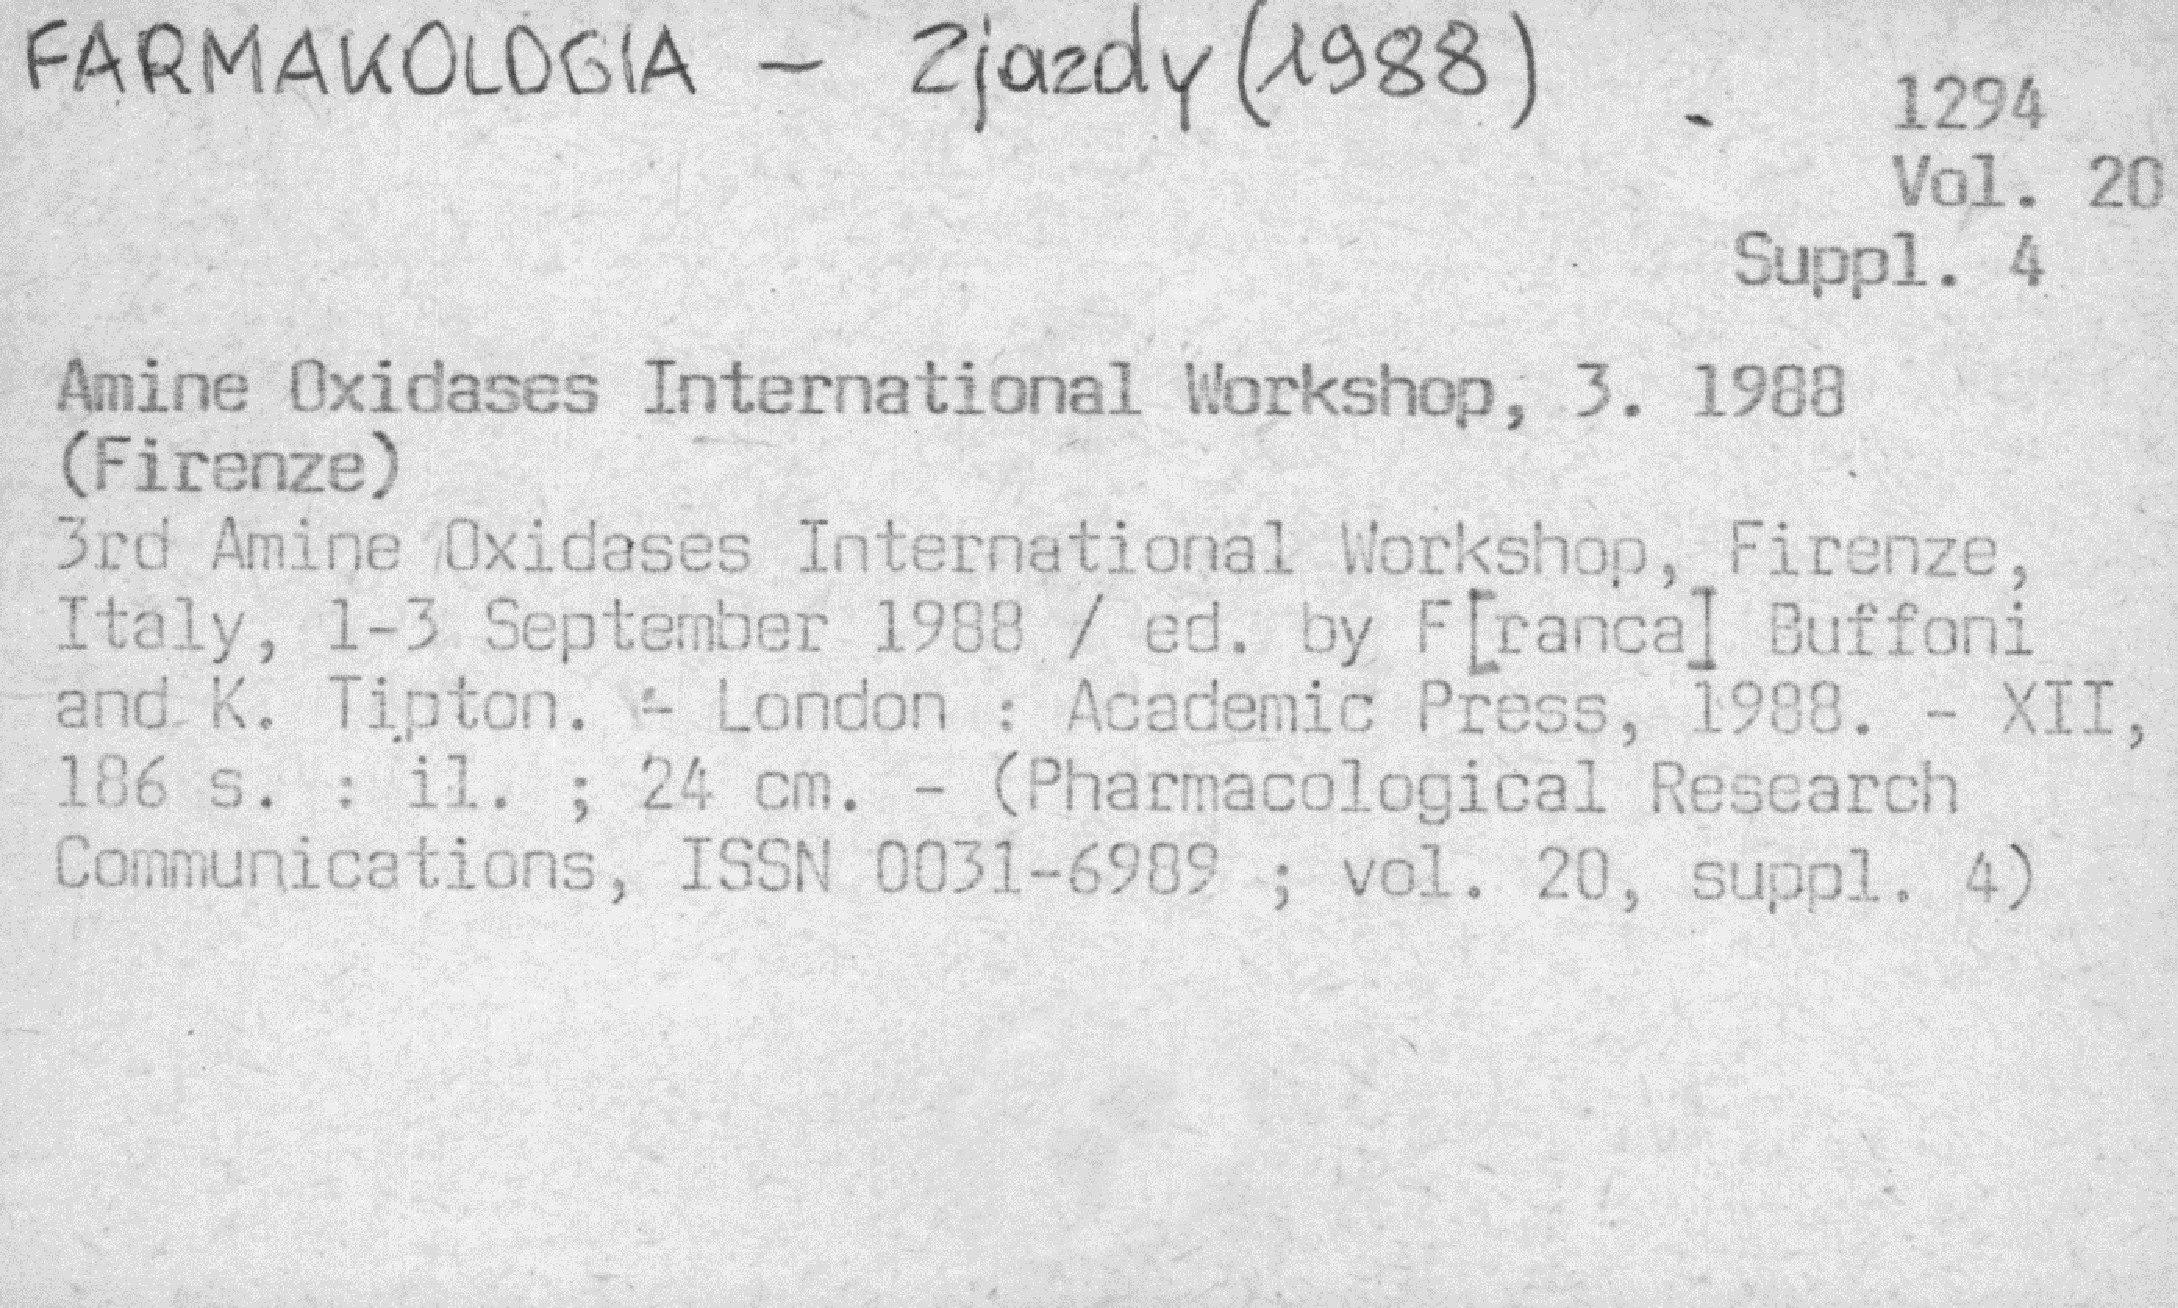 FARMAKOLOGIA - Zjazdy (1988)
1294
Vol. 20
Suppl. 4
Amine Oxidases International Workshop, 3. 1988
(Firenze)
3rd Amine Oxidases International Workshop, Firenze,
Italy, 1-3 September 1988 / ed. by F[ranca] Buffoni
and K. Tipton. - London : Academic Press, 1988. - XII,
186 s. : il. ; 24 cm. - (Pharmacological Research
Communications, ISSN 0031-6989 ; vol. 20, suppl. 4)